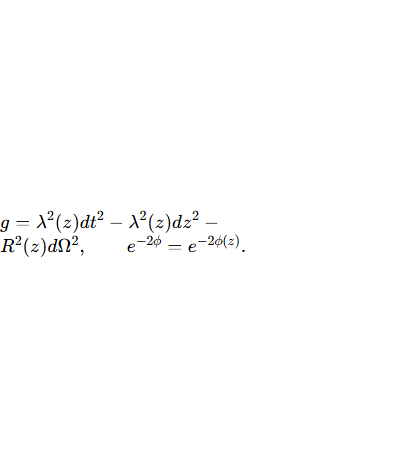 g = λ²(z)dt² − λ²(z)dz² −
R²(z)dΩ², e^{−2ϕ} = e^{−2ϕ(z)}.